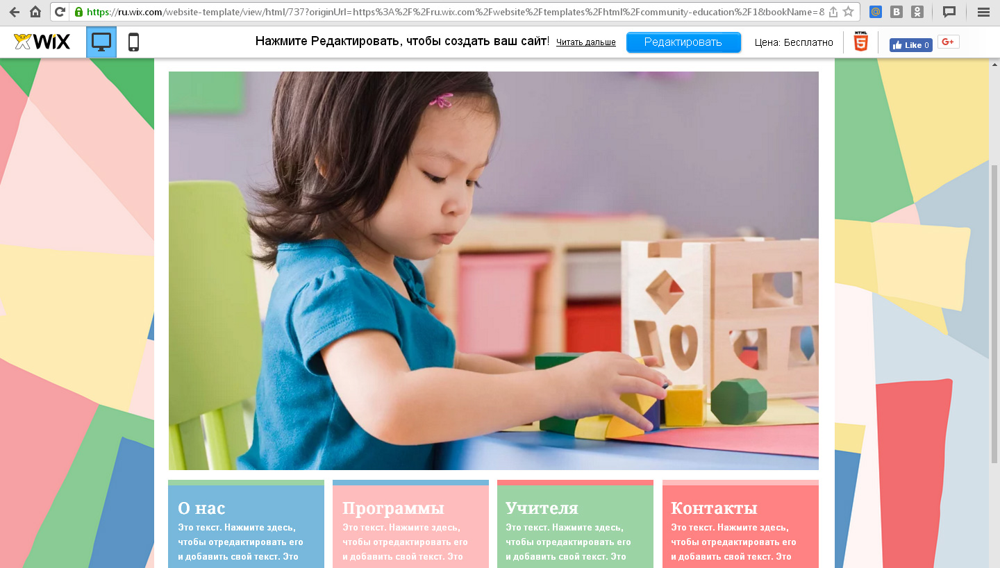 https://ru.wix.com/website-template/view/html/737?originUrl=https%3A%2F%2Fru.wix.com%2Fwebsite%2Ftemplates%2Fhtml%2Fcommunity-education%2F1&bookName=8
WiX
Нажмите Редактировать, чтобы создать ваш сайт!
Читать дальше
Редактировать
Цена: Бесплатно
HTML
5
Like 0
G+
О нас
Это текст. Нажмите здесь,
чтобы отредактировать его
и добавить свой текст. Это
Программы
Это текст. Нажмите здесь,
чтобы отредактировать его
и добавить свой текст. Это
Учителя
Это текст. Нажмите здесь,
чтобы отредактировать его
и добавить свой текст. Это
Контакты
Это текст. Нажмите здесь,
чтобы отредактировать его
и добавить свой текст. Это